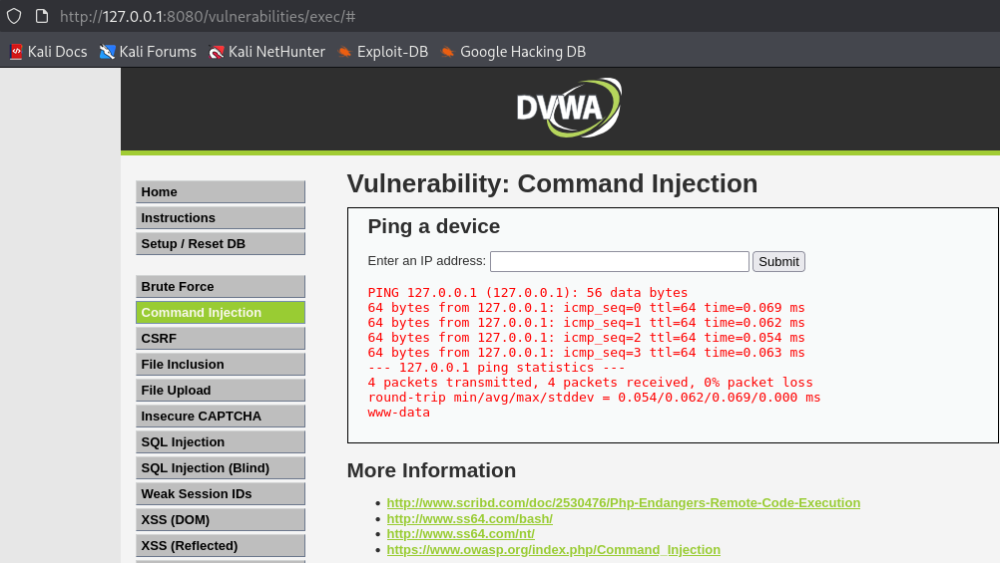 http://127.0.0.1:8080/vulnerabilities/exec/#
Kali Docs Kali Forums Kali NetHunter Exploit-DB Google Hacking DB
DVWA
Home
Instructions
Setup / Reset DB
Brute Force
Command Injection
CSRF
File Inclusion
File Upload
Insecure CAPTCHA
SQL Injection
SQL Injection (Blind)
Weak Session IDs
XSS (DOM)
XSS (Reflected)
Vulnerability: Command Injection
Ping a device
Enter an IP address: Submit
PING 127.0.0.1 (127.0.0.1): 56 data bytes
64 bytes from 127.0.0.1: icmp_seq=0 ttl=64 time=0.069 ms
64 bytes from 127.0.0.1: icmp_seq=1 ttl=64 time=0.062 ms
64 bytes from 127.0.0.1: icmp_seq=2 ttl=64 time=0.054 ms
64 bytes from 127.0.0.1: icmp_seq=3 ttl=64 time=0.063 ms
--- 127.0.0.1 ping statistics ---
4 packets transmitted, 4 packets received, 0% packet loss
round-trip min/avg/max/stddev = 0.054/0.062/0.069/0.000 ms
www-data
More Information
• http://www.scribd.com/doc/2530476/Php-Endangers-Remote-Code-Execution
• http://www.ss64.com/bash/
• http://www.ss64.com/nt/
• https://www.owasp.org/index.php/Command_Injection